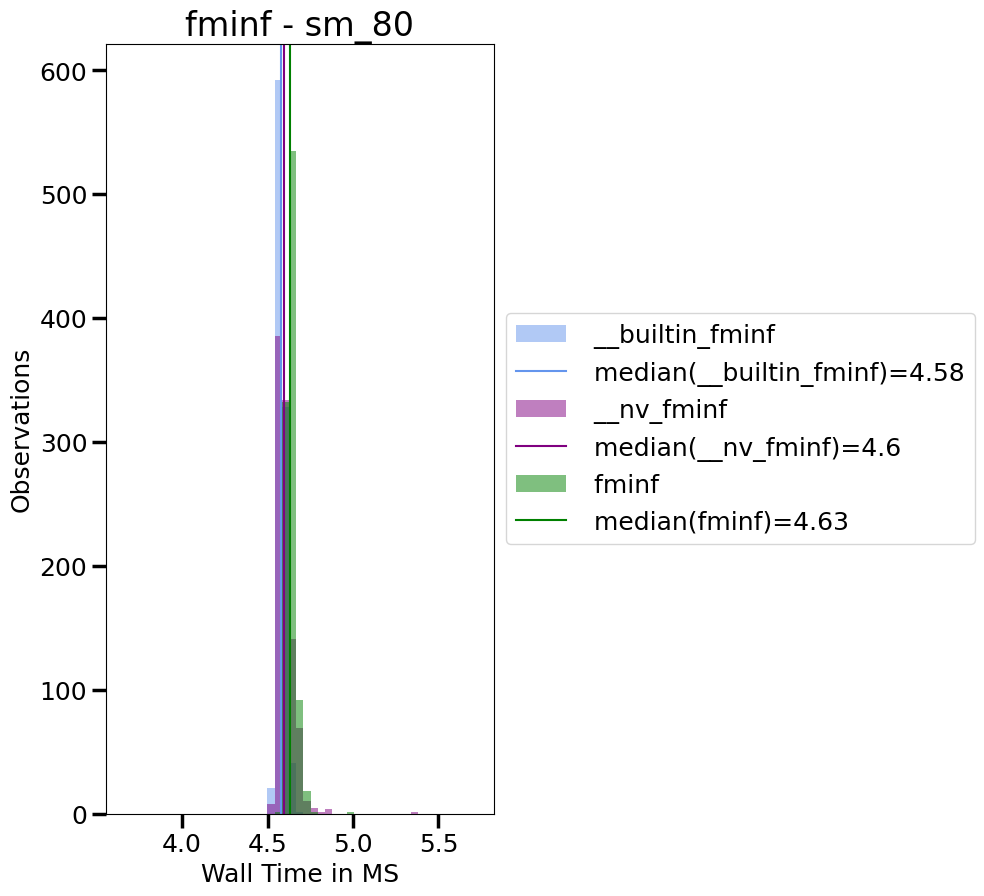 fminf - sm_80
600
500
400
300
200
100
0
Observations
4.0 4.5 5.0 5.5
Wall Time in MS
__builtin_fminf
median(__builtin_fminf)=4.58
__nv_fminf
median(__nv_fminf)=4.6
fminf
median(fminf)=4.63